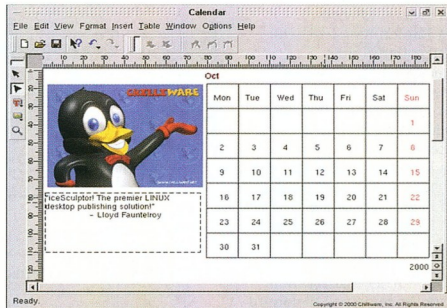 Calendar
File Edit View Format Insert Table Window Options Help
Oct
CHILLIWARE
Mon Tue Wed Thu Fri Sat Sun
1
2 3 4 5 6 7 8
9 10 11 12 13 14 15
16 17 18 19 20 21 22
23 24 25 26 27 28 29
30 31
"iceSculptor! The premier LINUX
desktop publishing solution!"
- Lloyd Fauntelroy
2000
Ready.
Copyright © 2000 Chilliware, Inc. All Rights Reserved